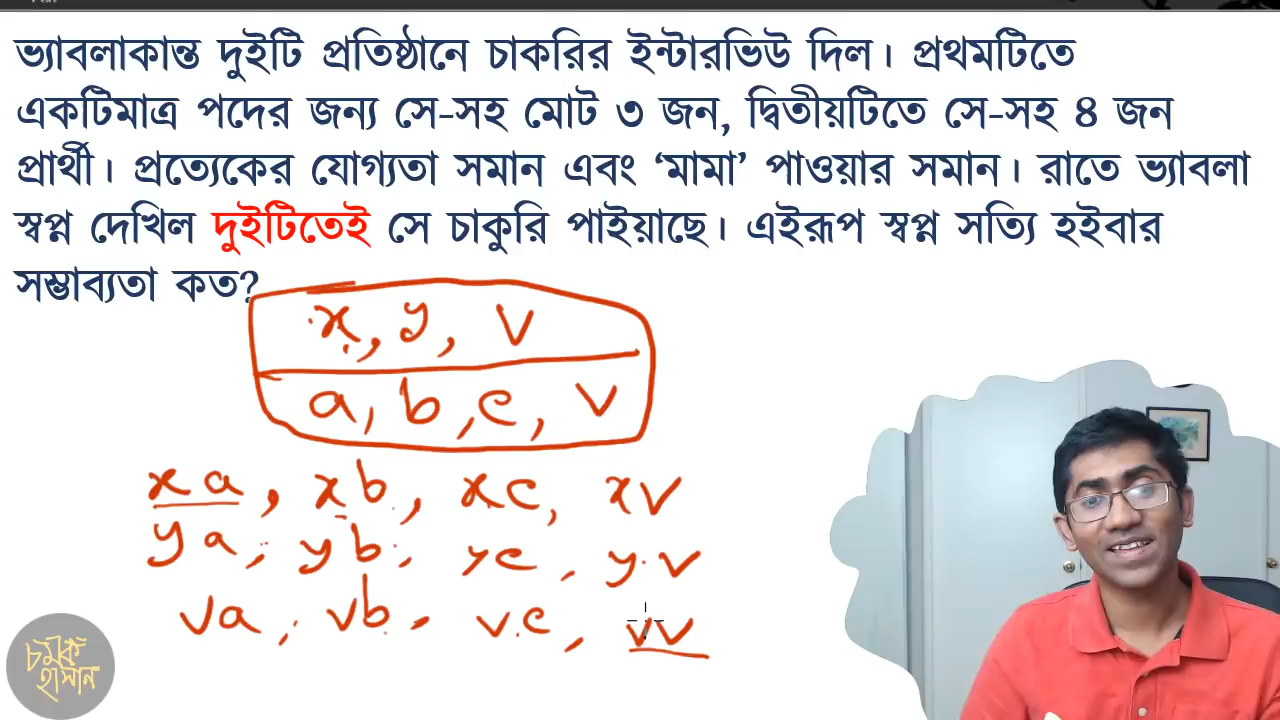 ভ্যাবলাকান্ত দুইটি প্রতিষ্ঠানে চাকরির ইন্টারভিউ দিল। প্রথমটিতে
একটিমাত্র পদের জন্য সে-সহ মোট ৩ জন, দ্বিতীয়টিতে সে-সহ ৪ জন
প্রার্থী। প্রত্যেকের যোগ্যতা সমান এবং ‘মামা’ পাওয়ার সমান। রাতে ভ্যাবলা
স্বপ্ন দেখিল দুইটিতেই সে চাকুরি পাইয়াছে। এইরূপ স্বপ্ন সত্যি হইবার
সম্ভাব্যতা কত?
x, y, v
a, b, c, v
xa, xb, xc, xv
ya, yb, yc, yv
va, vb, vc, vv
চমক
হাসান